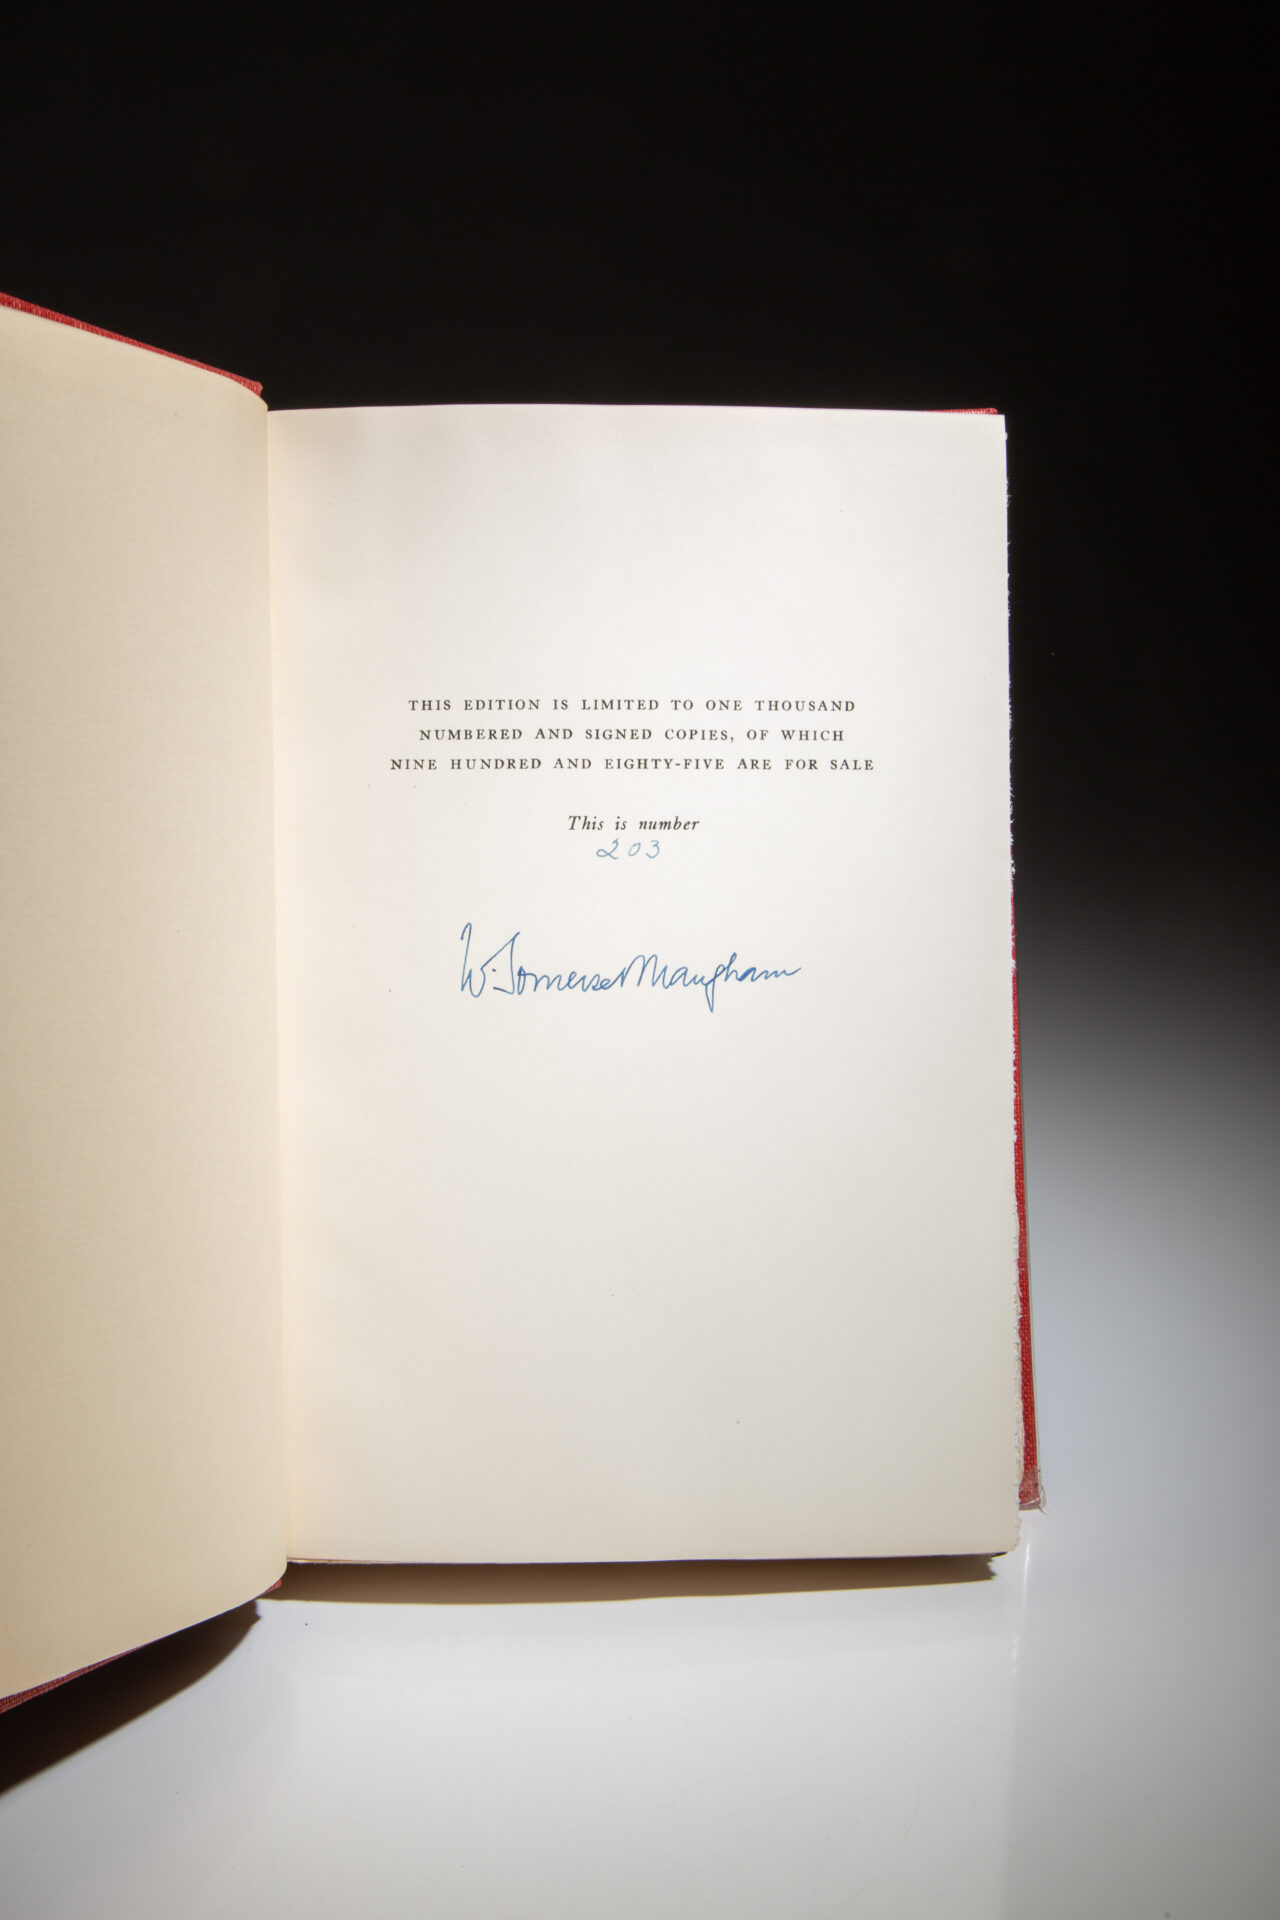 THIS EDITION IS LIMITED TO ONE THOUSAND
NUMBERED AND SIGNED COPIES, OF WHICH
NINE HUNDRED AND EIGHTY-FIVE ARE FOR SALE
This is number
203
W. Somerset Maugham